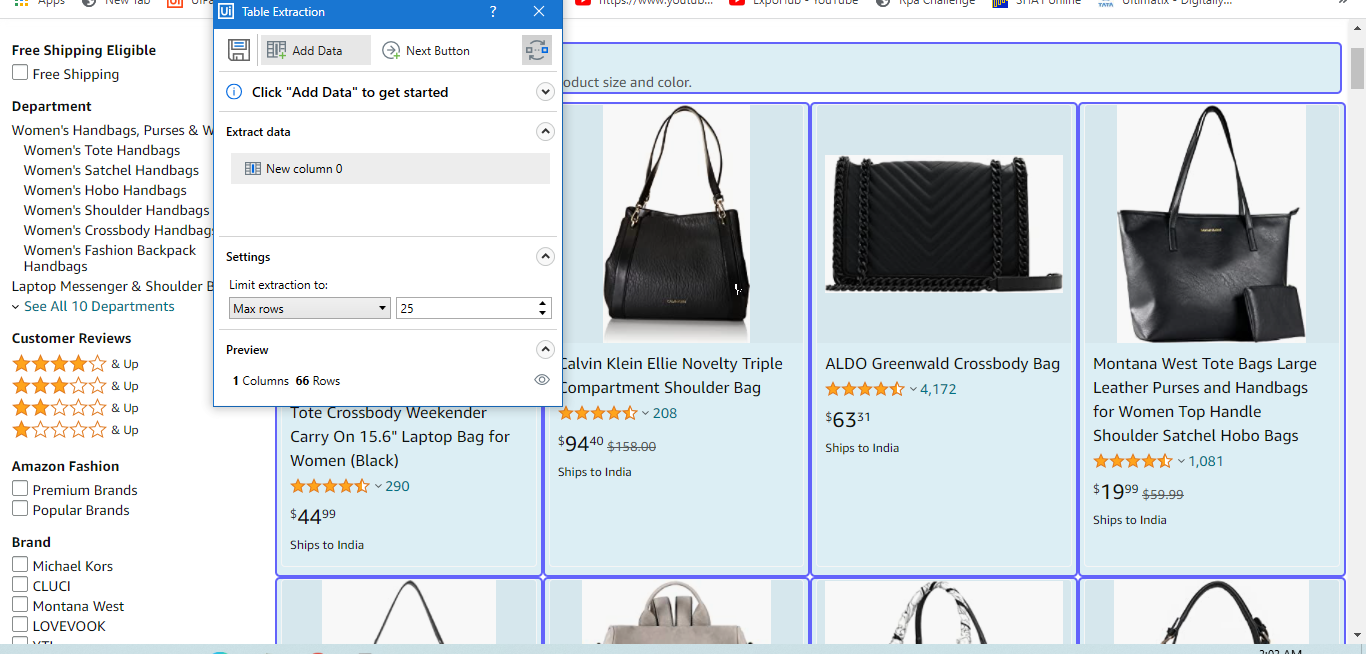 Apps
New Tab
https://www.youtub...
ExpoHub - YouTube
Rpa Challenge
Ultimatix - Digitally...
TATA
Ui Table Extraction ?
Add Data
Next Button
Click "Add Data" to get started
Extract data
New column 0
Settings
Limit extraction to:
Max rows 25
Preview
1 Columns 66 Rows
Free Shipping Eligible
Free Shipping
Department
Women's Handbags, Purses & W
Women's Tote Handbags
Women's Satchel Handbags
Women's Hobo Handbags
Women's Shoulder Handbags
Women's Crossbody Handbags
Women's Fashion Backpack
Handbags
Laptop Messenger & Shoulder B
See All 10 Departments
Customer Reviews
& Up
& Up
& Up
& Up
Amazon Fashion
Premium Brands
Popular Brands
Brand
Michael Kors
CLUCI
Montana West
LOVEVOOK
oduct size and color.
Tote Crossbody Weekender
Carry On 15.6" Laptop Bag for
Women (Black)
290
$44 99
Ships to India
Calvin Klein Ellie Novelty Triple
Compartment Shoulder Bag
208
$94 40 $158.00
Ships to India
ALDO Greenwald Crossbody Bag
4,172
$63 31
Ships to India
Montana West Tote Bags Large
Leather Purses and Handbags
for Women Top Handle
Shoulder Satchel Hobo Bags
1,081
$19 99 $59.99
Ships to India